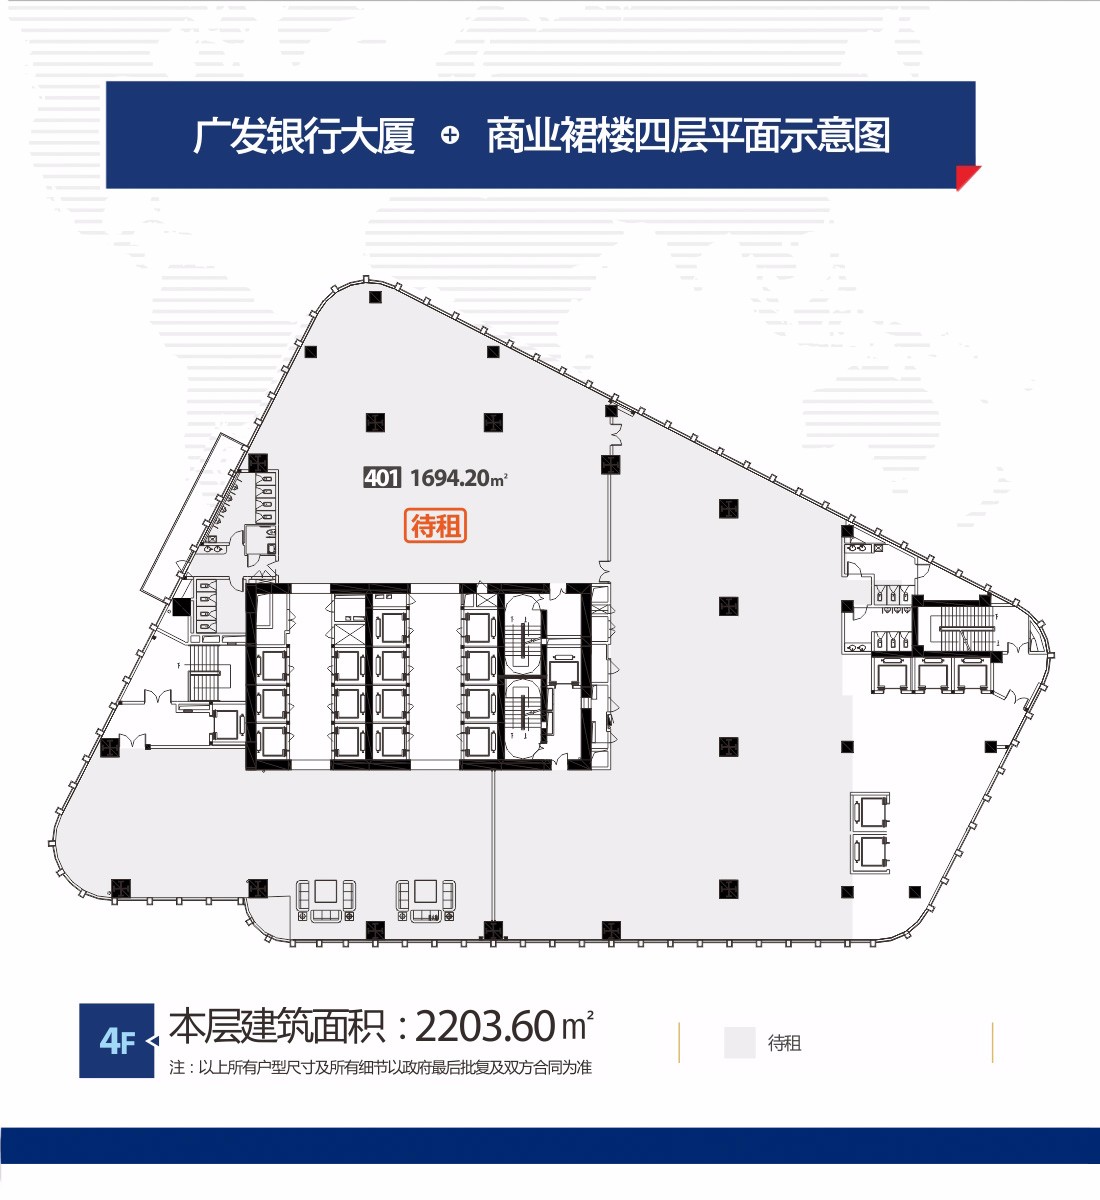 广发银行大厦 商业裙楼四层平面示意图
401 1694.20m²
待租
4F
本层建筑面积：2203.60m²
注：以上所有户型尺寸及所有细节以政府最后批复及双方合同为准
待租